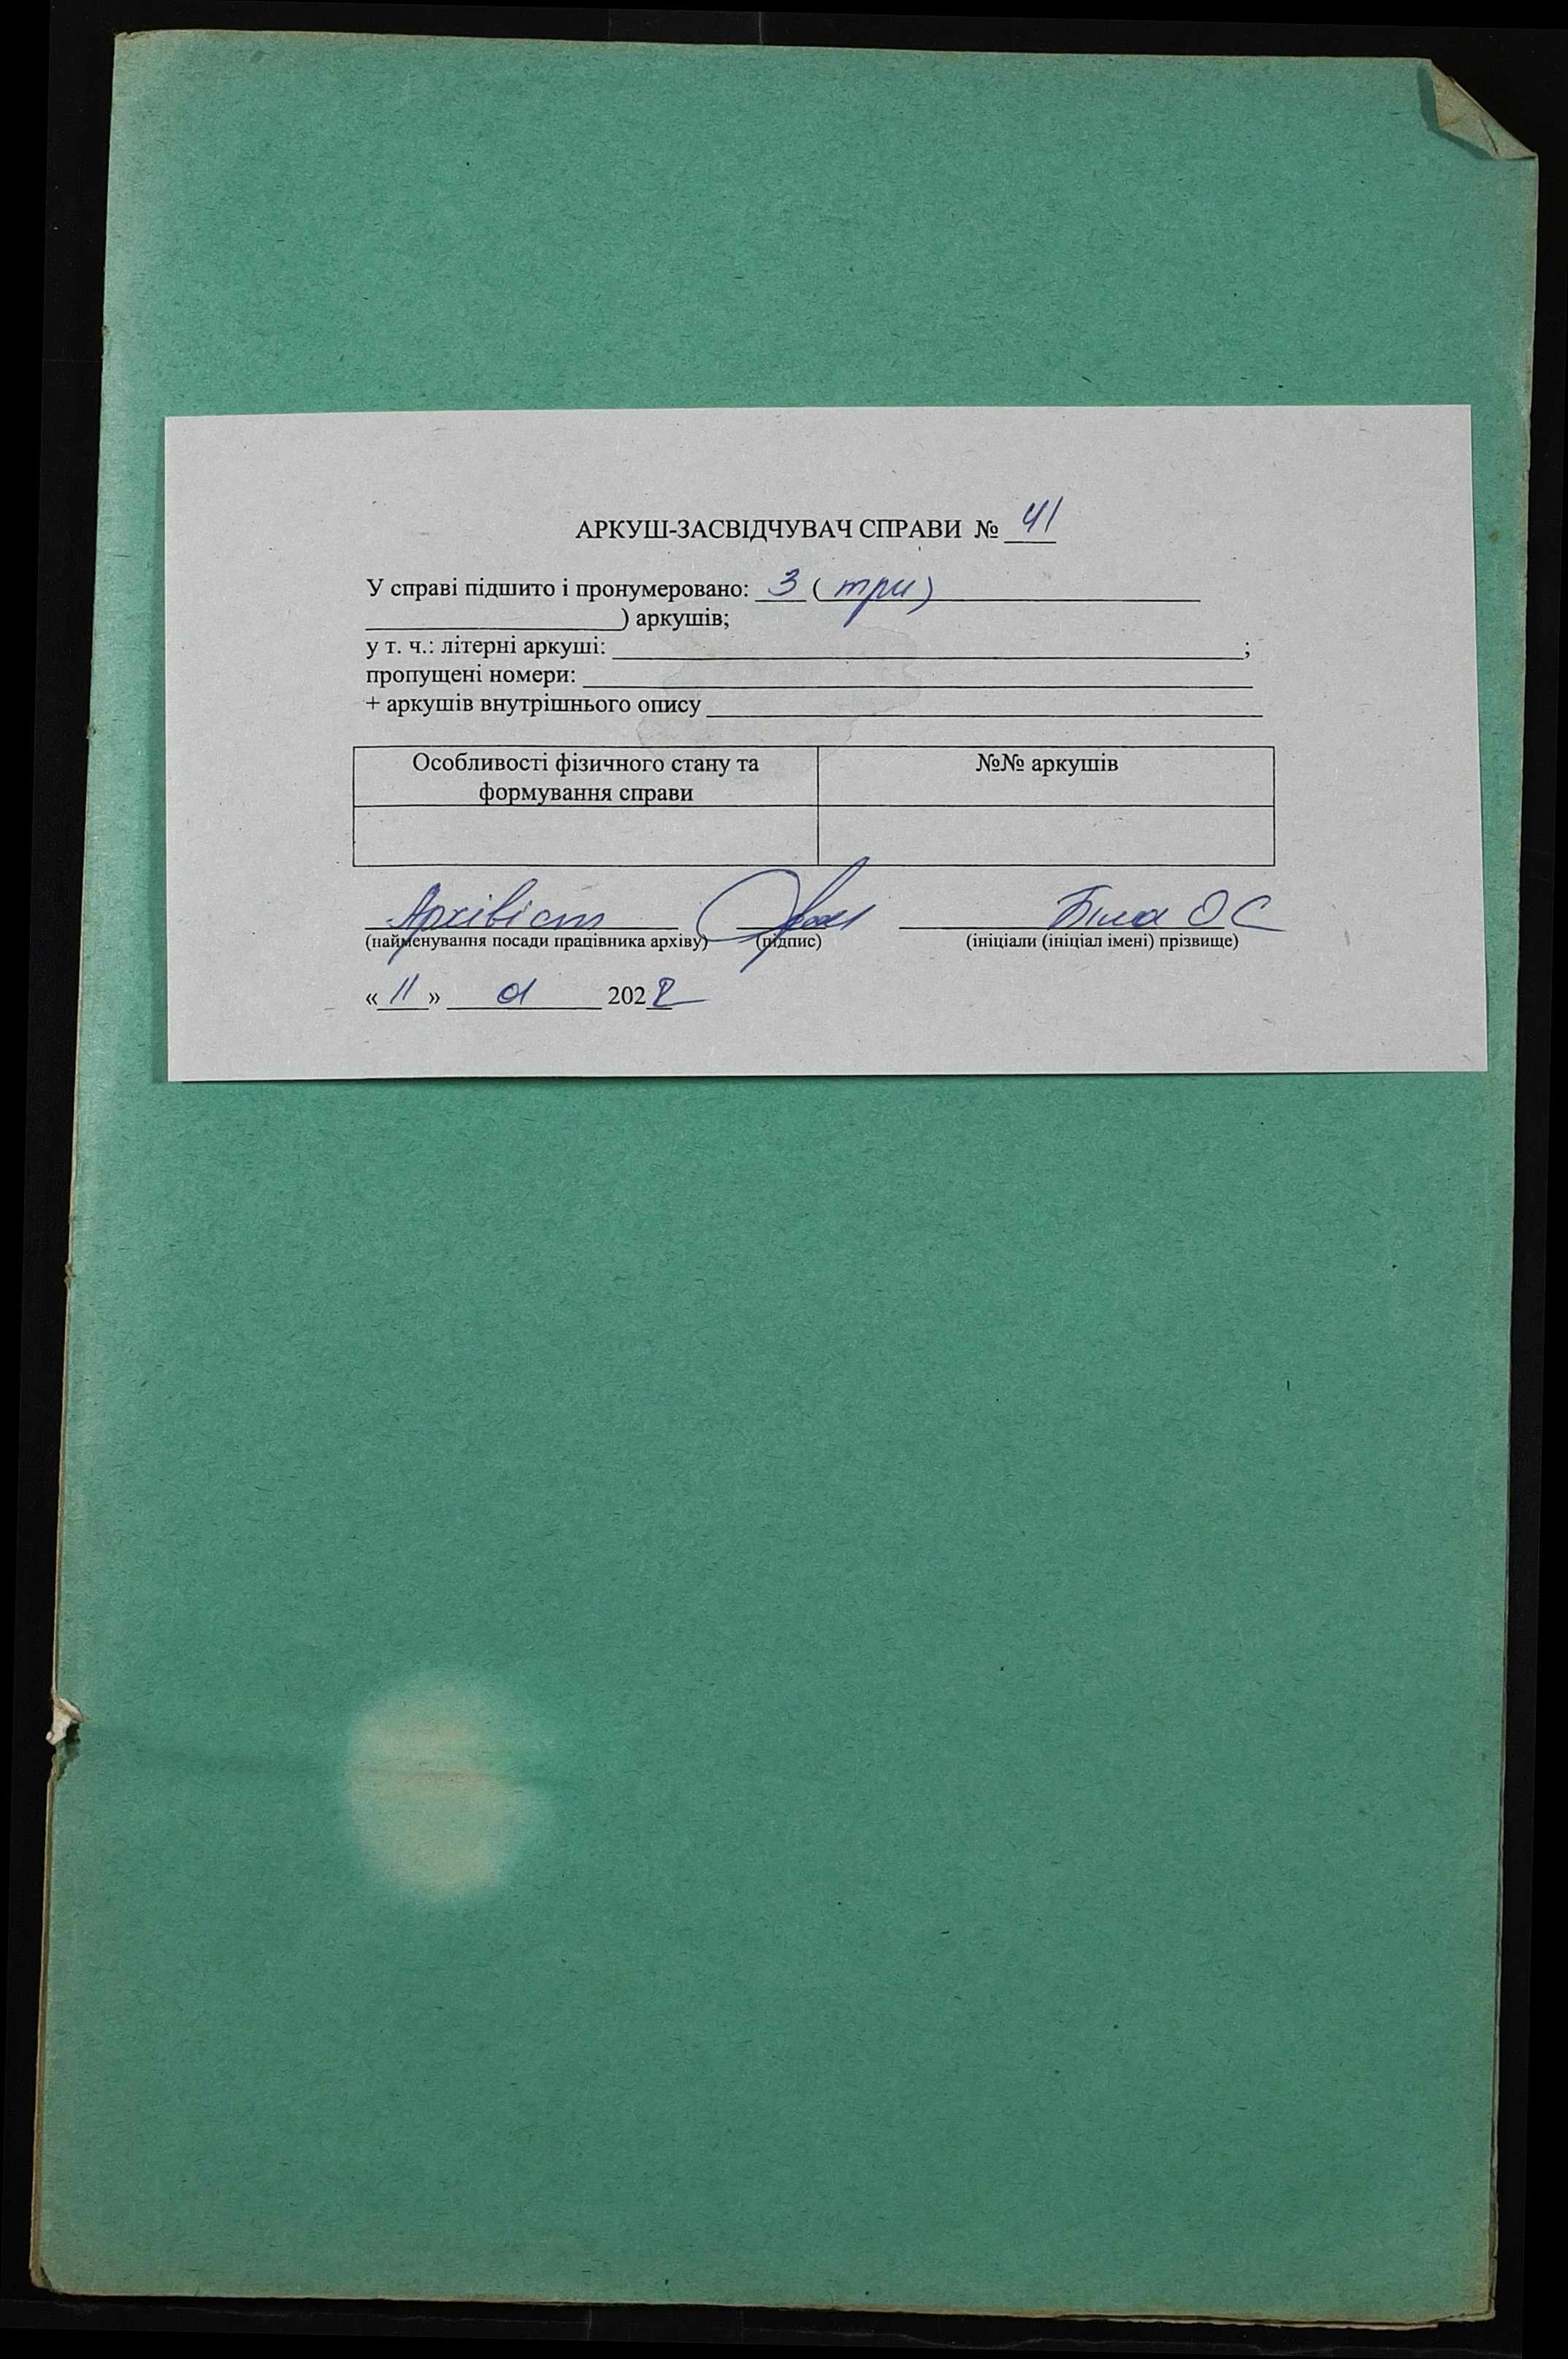 АРКУШ-ЗАСВІДЧУВАЧ СПРАВИ № 41
У справі підшито і пронумеровано: 3 ( три )
) аркушів;
у т. ч.: літерні аркуші: ;
пропущені номери:
+ аркушів внутрішнього опису
Особливості фізичного стану та
формування справи
№№ аркушів
Архівіст Біла О С
(найменування посади працівника архіву) (підпис) (ініціали (ініціал імені) прізвище)
« 11 » 01 2022